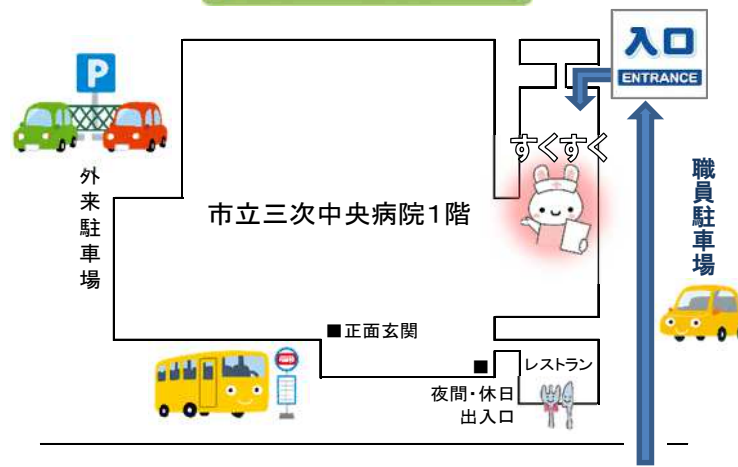 P
入口
ENTRANCE
すくすく
外来駐車場
市立三次中央病院1階
職員駐車場
■正面玄関
■
レストラン
夜間・休日
出入口